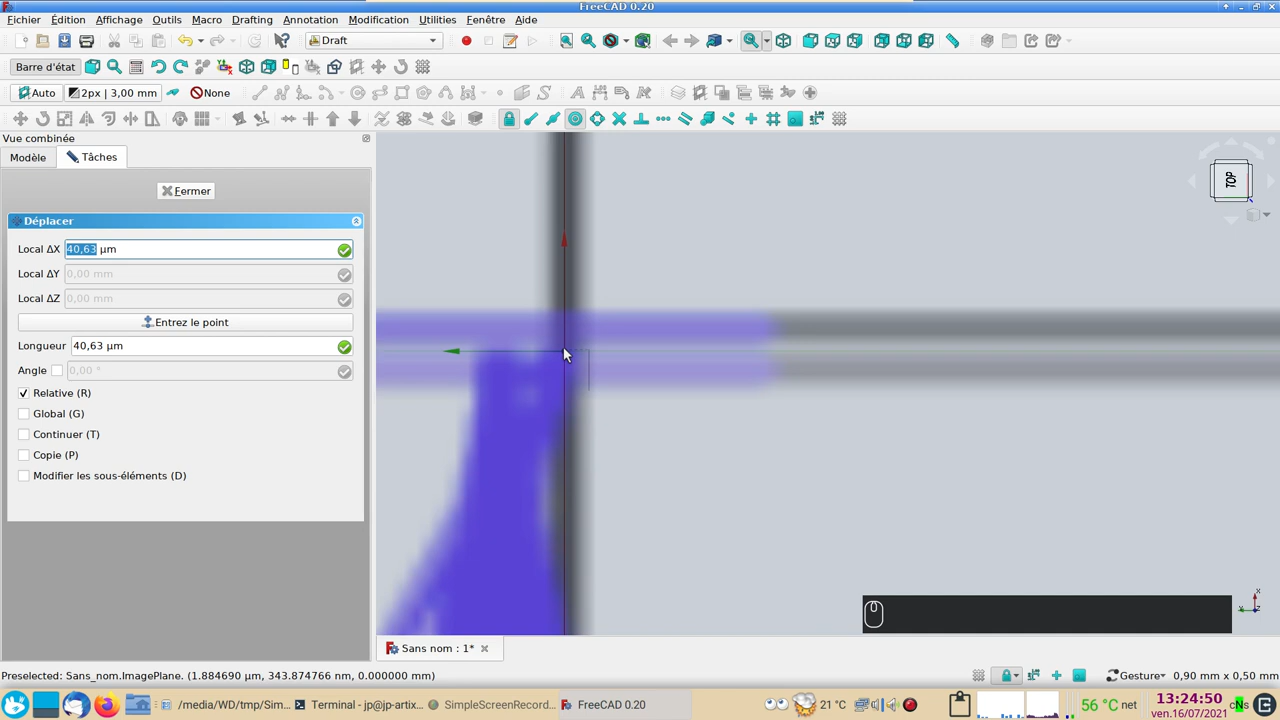 FreeCAD 0.20
Fichier Édition Affichage Outils Macro Drafting Annotation Modification Utilities Fenêtre Aide
Draft
Barre d'état
Auto 2px | 3,00 mm None
Vue combinée
Modèle Tâches
TOP
Fermer
Déplacer
Local ΔX 40,63 µm
Local ΔY 0,00 mm
Local ΔZ 0,00 mm
Entrez le point
Longueur 40,63 µm
Angle 0,00 °
Relative (R)
Global (G)
Continuer (T)
Copie (P)
Modifier les sous-éléments (D)
Sans nom : 1*
Preselected: Sans_nom.ImagePlane. (1.884690 µm, 343.874766 nm, 0.000000 mm)
Gesture 0,90 mm x 0,50 mm
/media/WD/tmp/Sim... Terminal - jp@jp-artix... SimpleScreenRecord... FreeCAD 0.20
21 °C
56 °C net
13:24:50
ven.16/07/2021